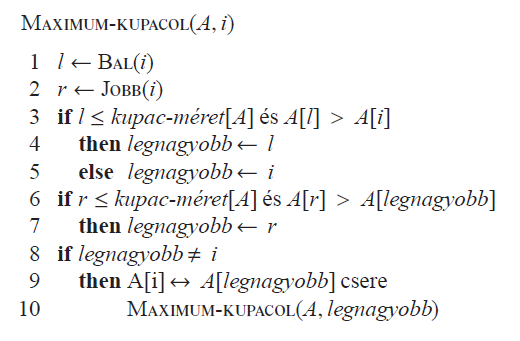 MAXIMUM-KUPACOL(A, i)
1 l ← BAL(i)
2 r ← JOBB(i)
3 if l ≤ kupac-méret[A] és A[l] > A[i]
4 then legnagyobb ← l
5 else legnagyobb ← i
6 if r ≤ kupac-méret[A] és A[r] > A[legnagyobb]
7 then legnagyobb ← r
8 if legnagyobb ≠ i
9 then A[i] ↔ A[legnagyobb] csere
10 MAXIMUM-KUPACOL(A, legnagyobb)